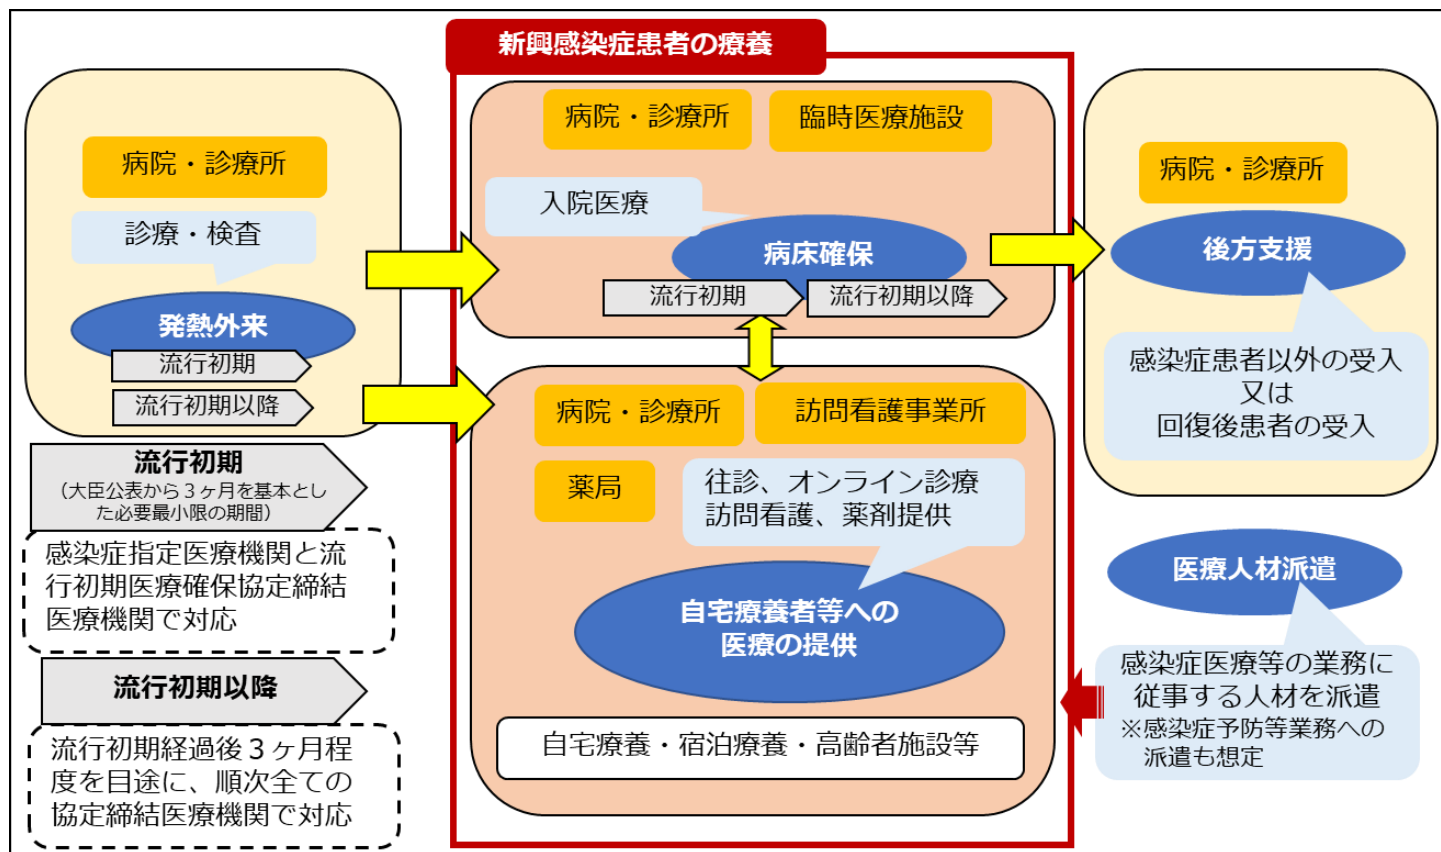 新興感染症患者の療養
病院・診療所
診療・検査
発熱外来
流行初期
流行初期以降
流行初期
（大臣公表から３ヶ月を基本とし
た必要最小限の期間）
感染症指定医療機関と流
行初期医療確保協定締結
医療機関で対応
流行初期以降
流行初期経過後３ヶ月程
度を目途に、順次全ての
協定締結医療機関で対応
病院・診療所
臨時医療施設
入院医療
病床確保
流行初期
流行初期以降
病院・診療所
訪問看護事業所
薬局
往診、オンライン診療
訪問看護、薬剤提供
自宅療養者等への
医療の提供
自宅療養・宿泊療養・高齢者施設等
病院・診療所
後方支援
感染症患者以外の受入
又は
回復後患者の受入
医療人材派遣
感染症医療等の業務に
従事する人材を派遣
※感染症予防等業務への
派遣も想定